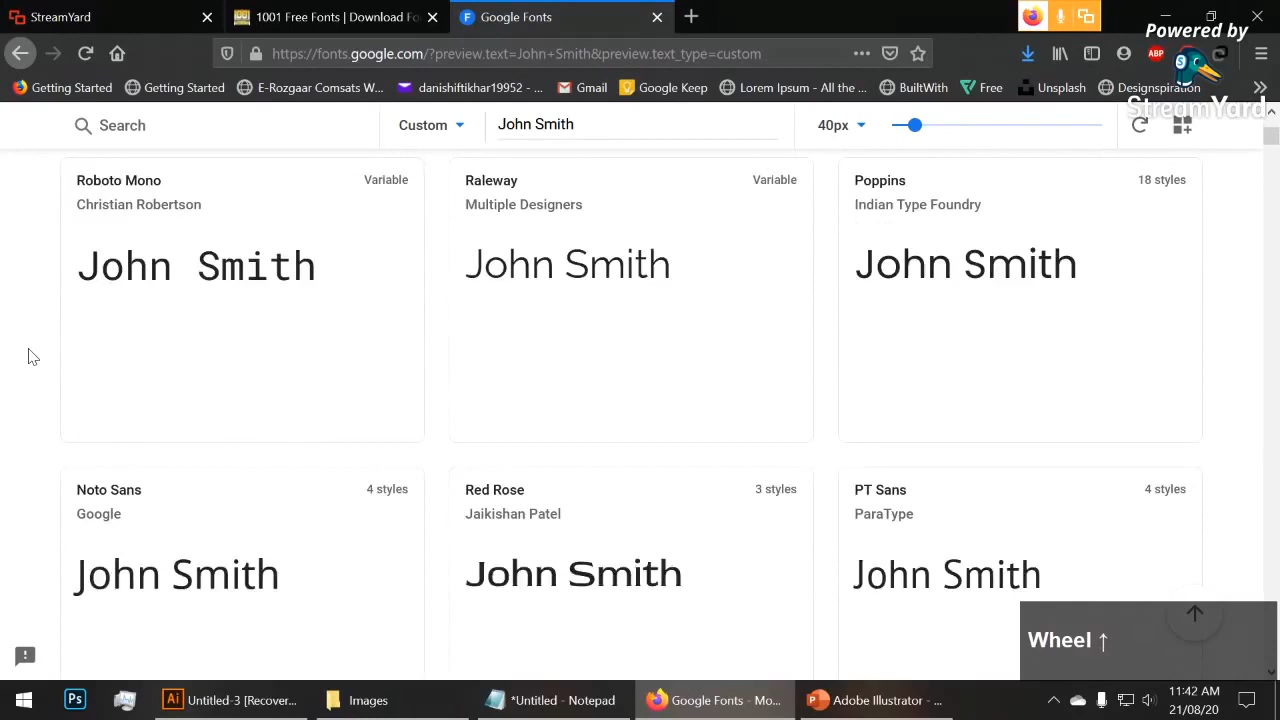 StreamYard
1001 Free Fonts | Download Fo
Google Fonts
Powered by
StreamYard
https://fonts.google.com/?preview.text=John+Smith&preview.text_type=custom
ABP
Getting Started
Getting Started
E-Rozgaar Comsats W...
danishiftikhar19952 - ...
Gmail
Google Keep
Lorem Ipsum - All the ...
BuiltWith
Free
Unsplash
Designspiration
Search
Custom
John Smith
40px
Roboto Mono
Variable
Christian Robertson
John Smith
Raleway
Variable
Multiple Designers
John Smith
Poppins
18 styles
Indian Type Foundry
John Smith
Noto Sans
4 styles
Google
John Smith
Red Rose
3 styles
Jaikishan Patel
John Smith
PT Sans
4 styles
ParaType
John Smith
Wheel ↑
Ps
Ai
Untitled-3 [Recover...
Images
*Untitled - Notepad
Google Fonts - Mo...
Adobe Illustrator - ...
11:42 AM
21/08/20